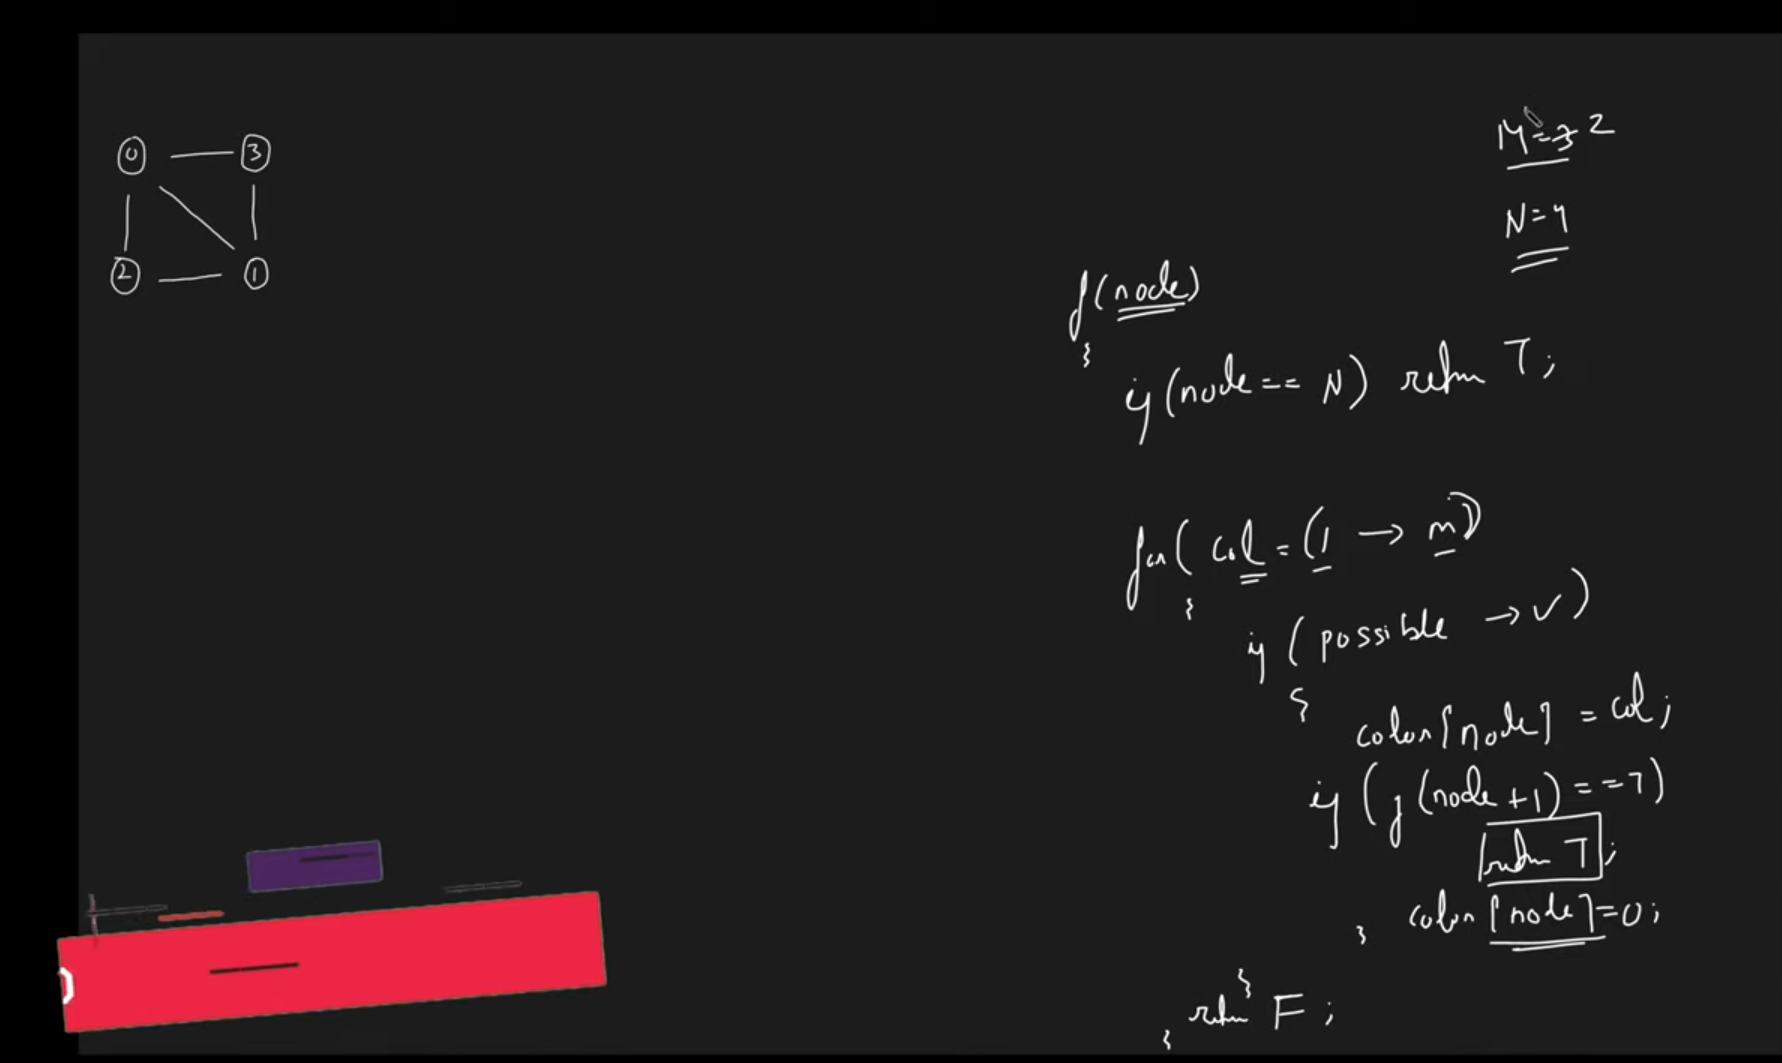 0 3
2 1
M=3 2
N=4
f(node)
{
if(node == N) return T;
for( col = (1 → m)
{
if ( possible → ✓ )
{
color[node] = col;
if ( f (node +1) = = T)
return T ;
} color [node] = 0;
}
return F ;
}